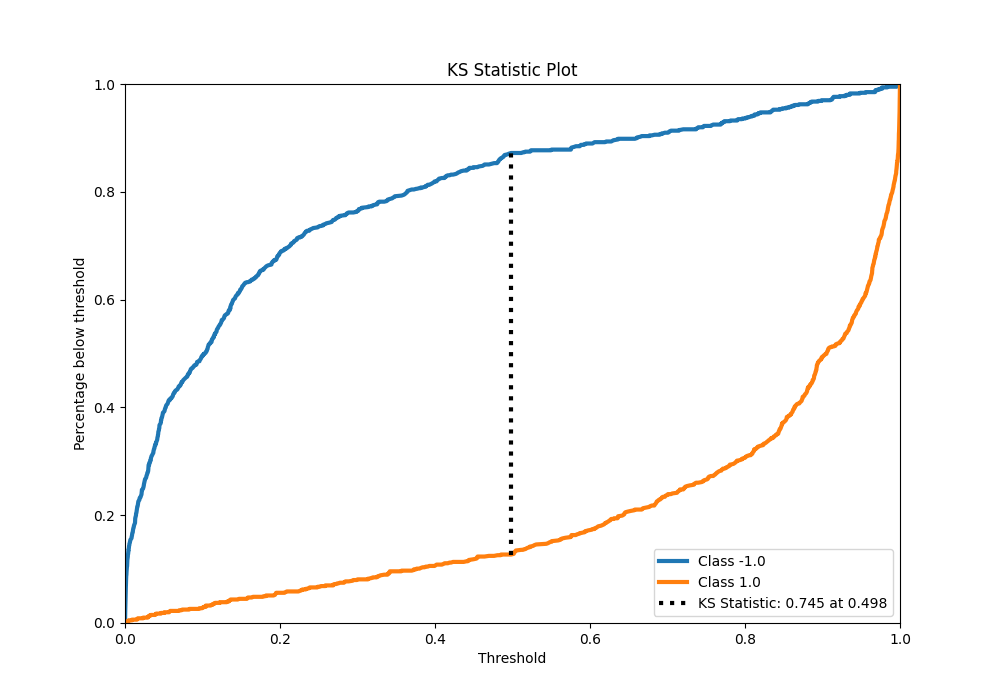 KS Statistic Plot
1.0
0.8
0.6
0.4
0.2
0.0
Percentage below threshold
0.0 0.2 0.4 0.6 0.8 1.0
Threshold
Class -1.0
Class 1.0
KS Statistic: 0.745 at 0.498